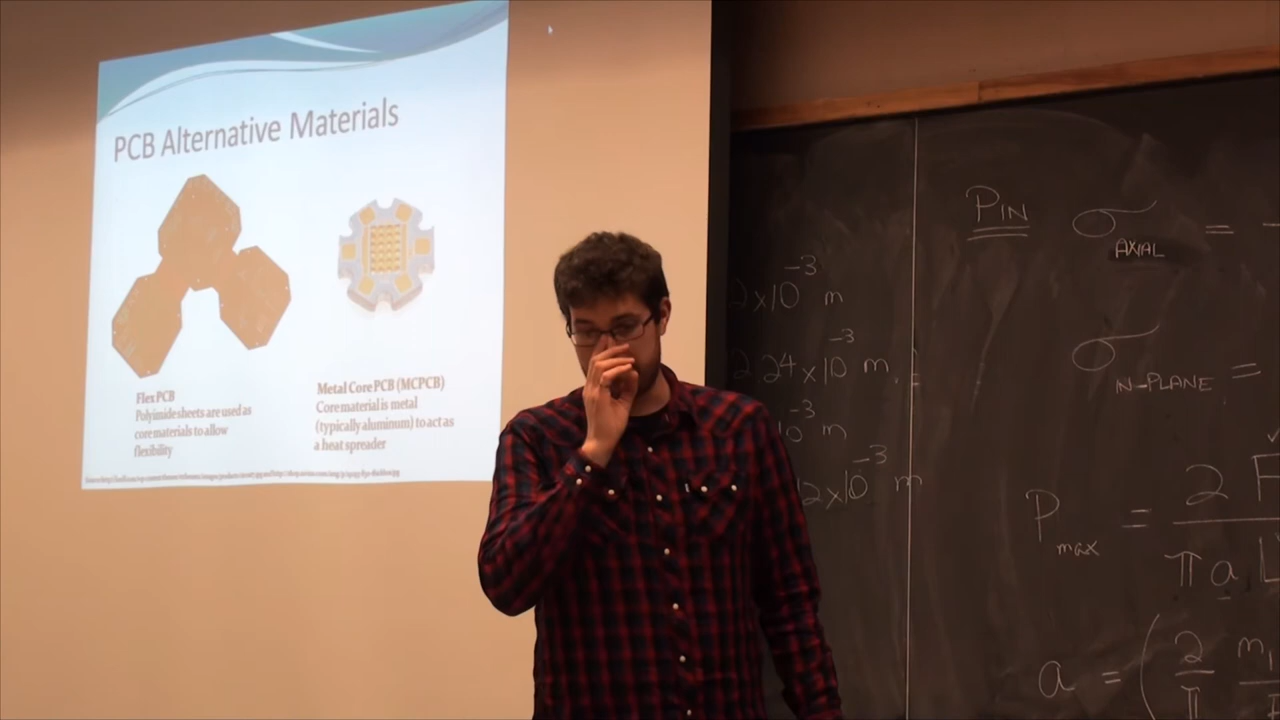 PCB Alternative Materials
Flex PCB
Polyimide sheets are used as
core materials to allow
flexibility
Metal Core PCB (MCPCB)
Core material is metal
(typically aluminum) to act as
a heat spreader
x10⁻³ m
2.24x10⁻³ m
10⁻³ m
2x10⁻³ m
PIN σ AXIAL =
σ IN-PLANE =
P max = 2 F
π a L
a = ( 2 m₁
π